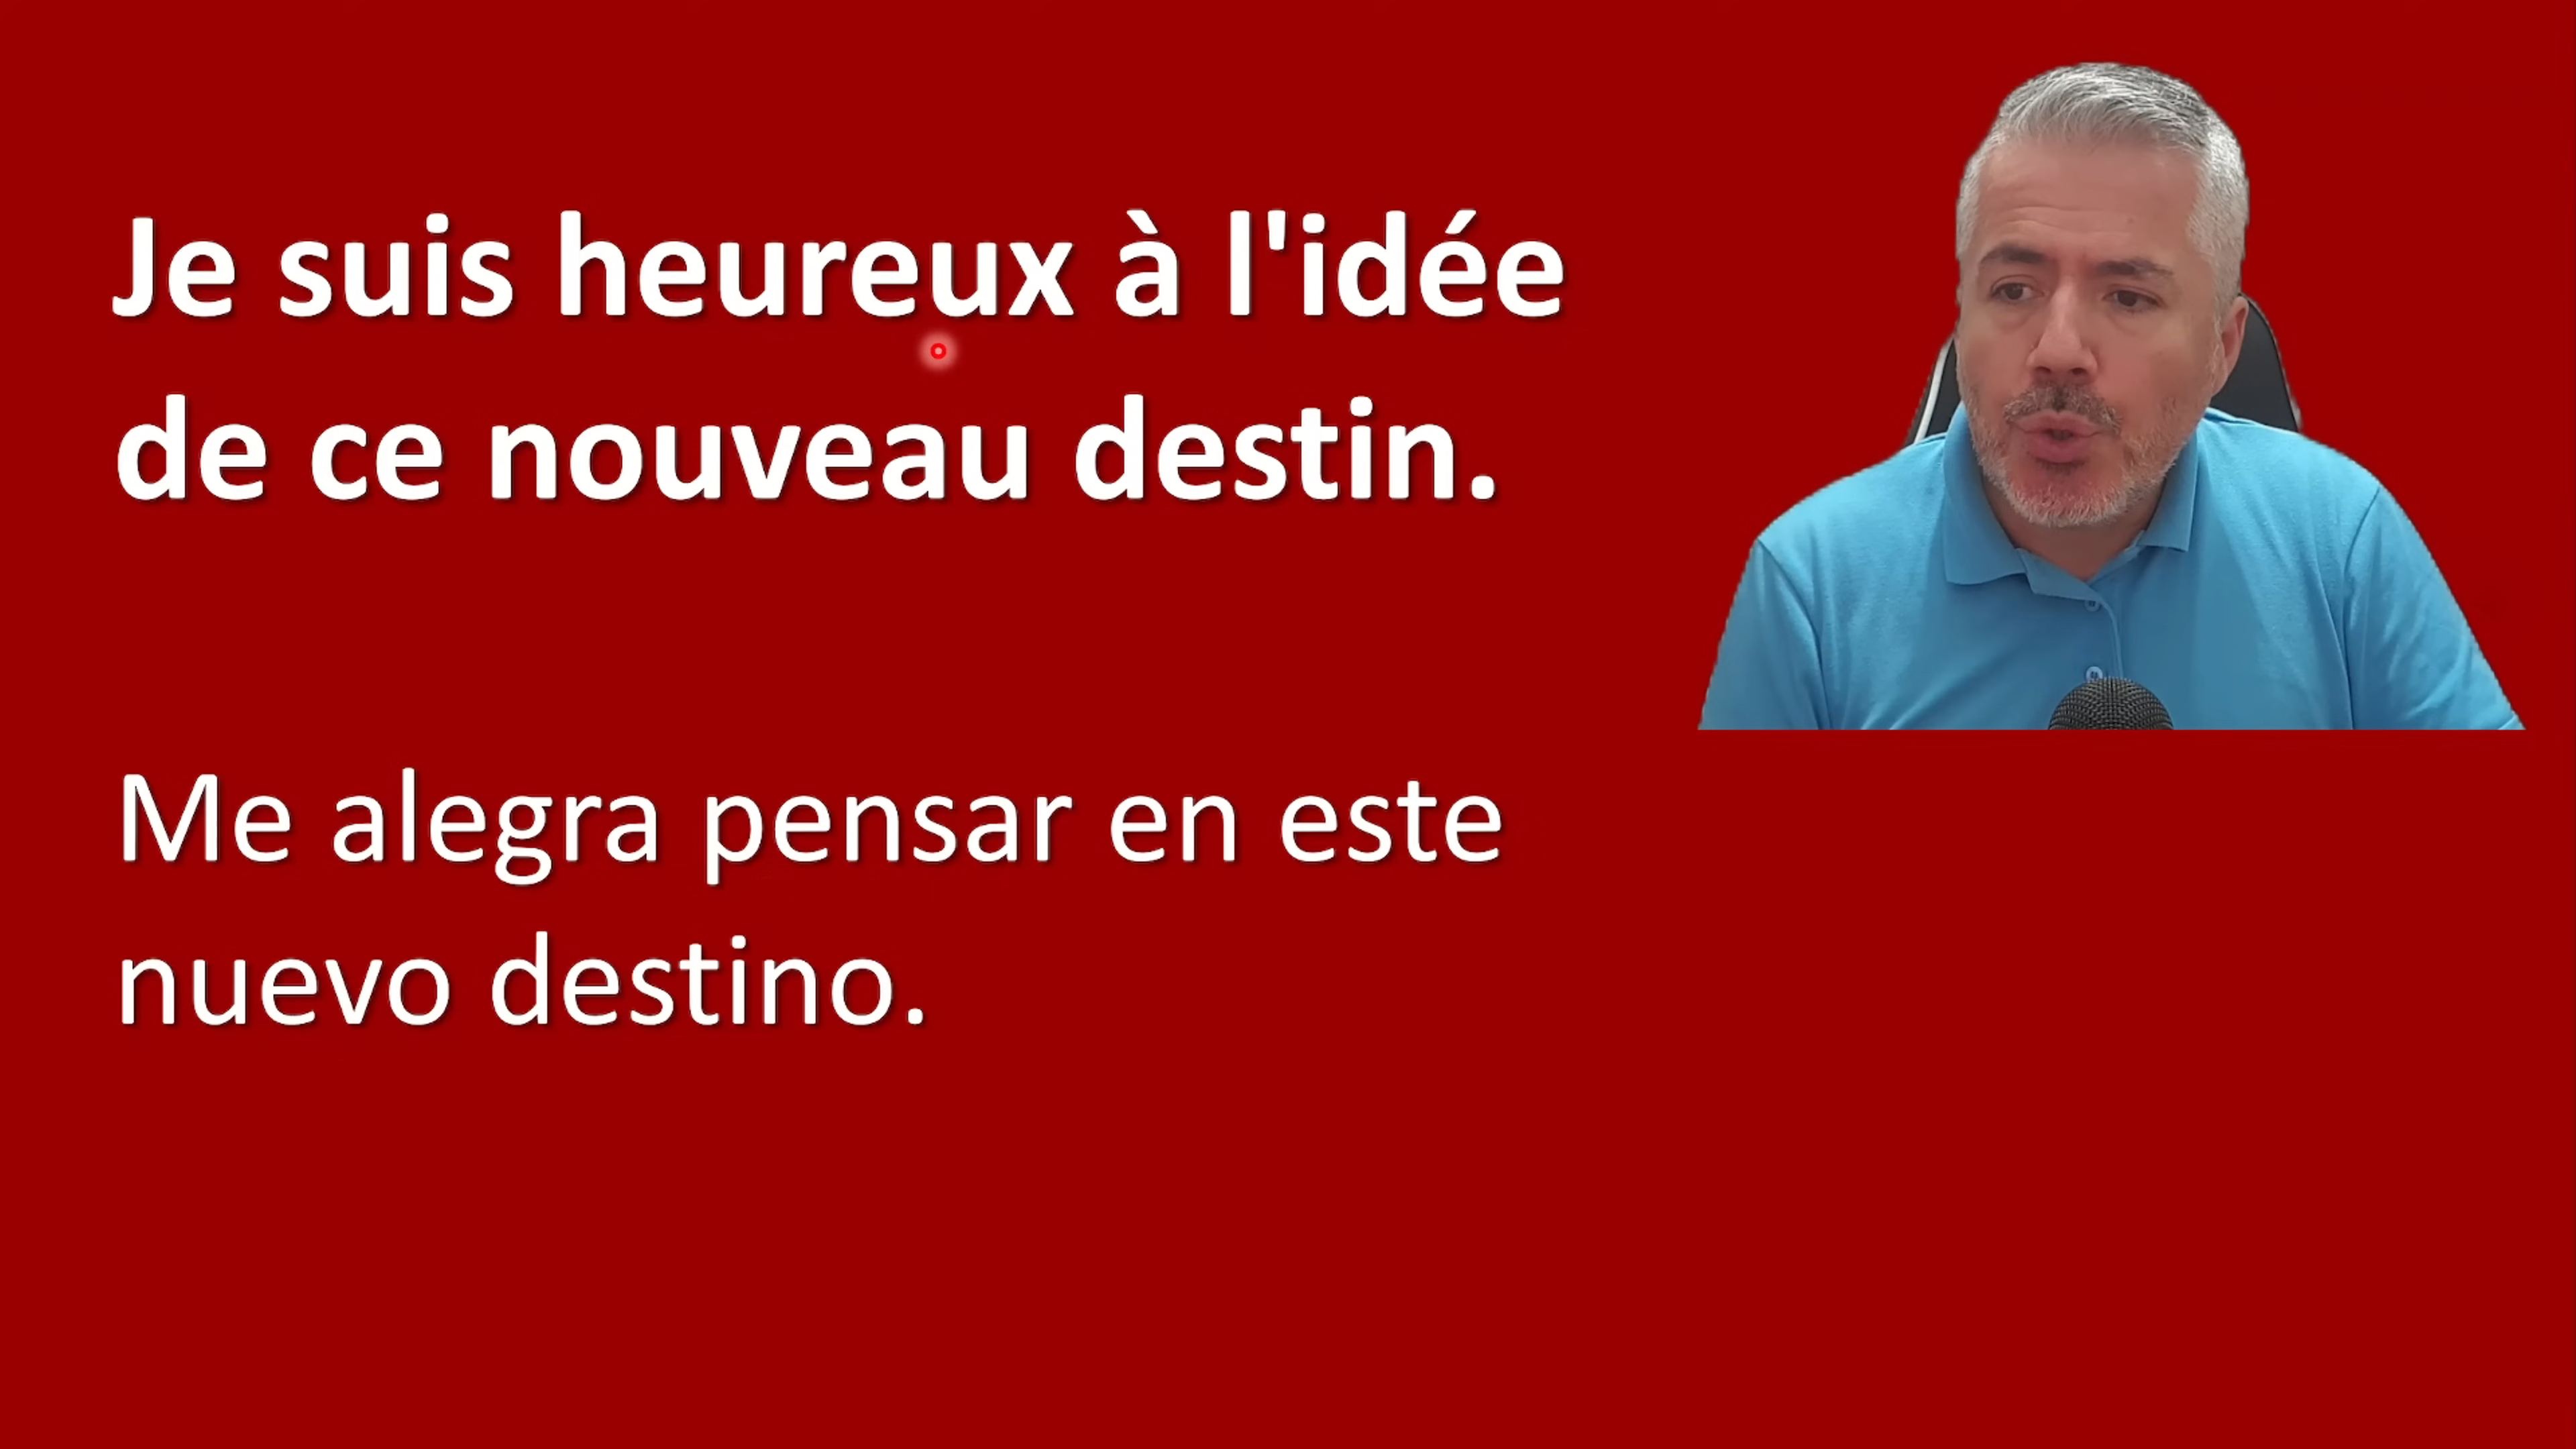 Je suis heureux à l'idée
de ce nouveau destin.
Me alegra pensar en este
nuevo destino.